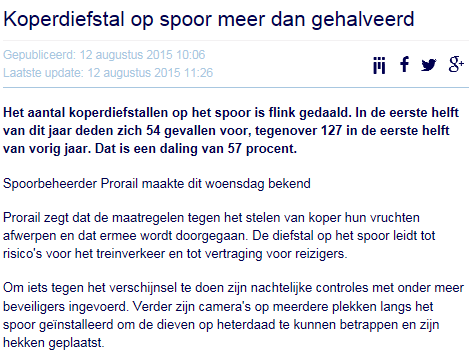 Koperdiefstal op spoor meer dan gehalveerd
Gepubliceerd: 12 augustus 2015 10:06
Laatste update: 12 augustus 2015 11:26
Het aantal koperdiefstallen op het spoor is flink gedaald. In de eerste helft
van dit jaar deden zich 54 gevallen voor, tegenover 127 in de eerste helft
van vorig jaar. Dat is een daling van 57 procent.
Spoorbeheerder Prorail maakte dit woensdag bekend
Prorail zegt dat de maatregelen tegen het stelen van koper hun vruchten
afwerpen en dat ermee wordt doorgegaan. De diefstal op het spoor leidt tot
risico's voor het treinverkeer en tot vertraging voor reizigers.
Om iets tegen het verschijnsel te doen zijn nachtelijke controles met onder meer
beveiligers ingevoerd. Verder zijn camera's op meerdere plekken langs het
spoor geïnstalleerd om de dieven op heterdaad te kunnen betrappen en zijn
hekken geplaatst.